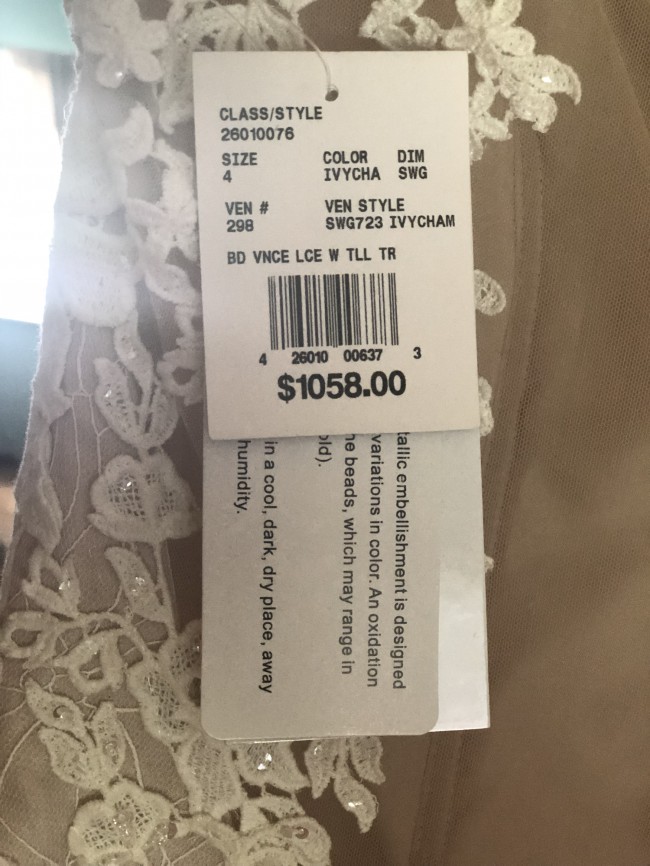 CLASS/STYLE
26010076
SIZE COLOR DIM
4 IVYCHA SWG
VEN # VEN STYLE
298 SWG723 IVYCHAM
BD VNCE LCE W TLL TR
4 26010 00637 3
$1058.00
tallic embellishment is designed
variations in color. An oxidation
he beads, which may range in
old).
in a cool, dark, dry place, away
humidity.